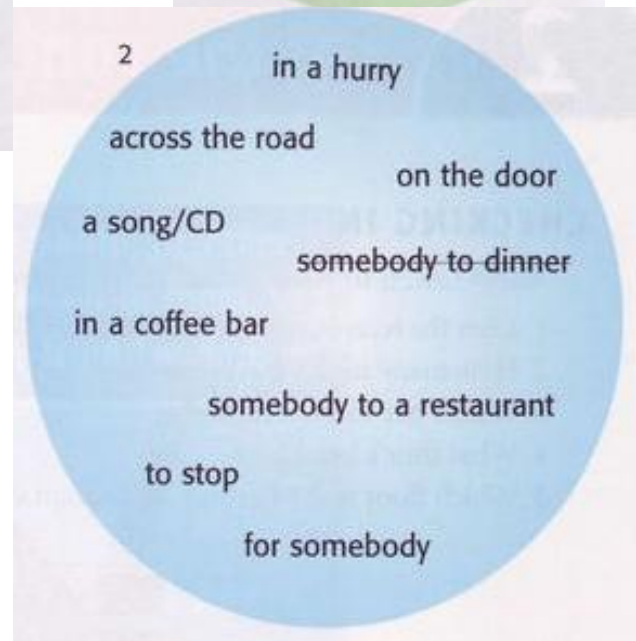 2
in a hurry
across the road
on the door
a song/CD
somebody to dinner
in a coffee bar
somebody to a restaurant
to stop
for somebody